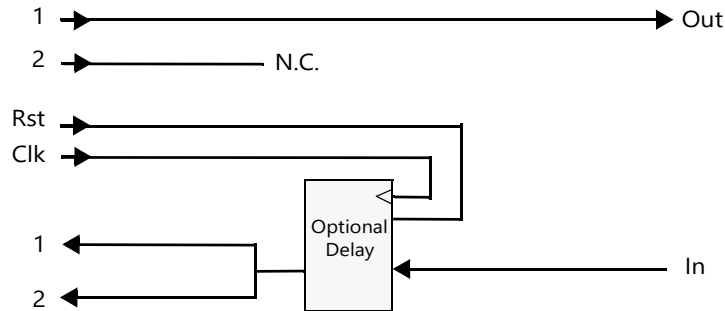 1
Out
2
N.C.
Rst
Clk
Optional
Delay
1
In
2